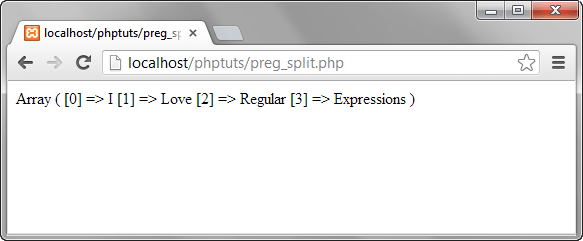 localhost/phptuts/preg_sp
localhost/phptuts/preg_split.php
Array ( [0] => I [1] => Love [2] => Regular [3] => Expressions )